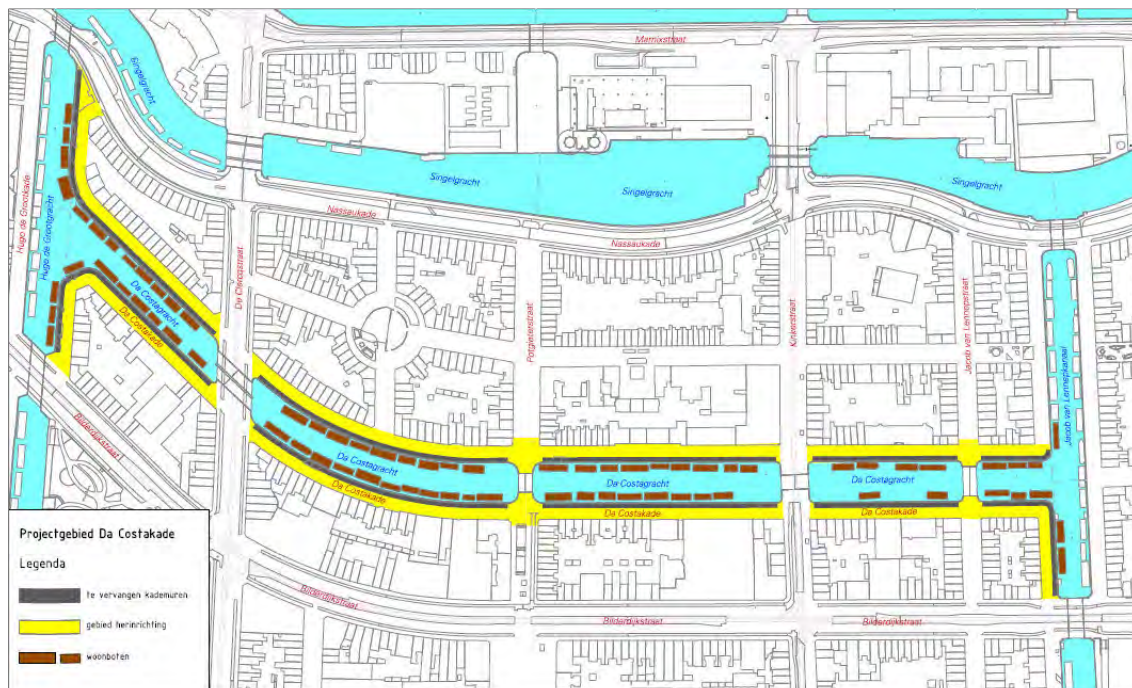 Marnixstraat
Singelgracht
Singelgracht
Singelgracht
Singelgracht
Hugo de Grootkade
Hugo de Grootgracht
Nassaukade
Nassaukade
De Clercqstraat
Da Costagracht
Da Costakade
Potgieterstraat
Kinkerstraat
Jacob van Lennepstraat
Jacob van Lennepkanaal
Bilderdijkstraat
Da Costagracht
Da Costakade
Da Costagracht
Da Costakade
Da Costagracht
Da Costakade
Bilderdijkstraat
Bilderdijkstraat
Bilderdijkstraat
Projectgebied Da Costakade
Legenda
te vervangen kademuren
gebied herinrichting
woonboten